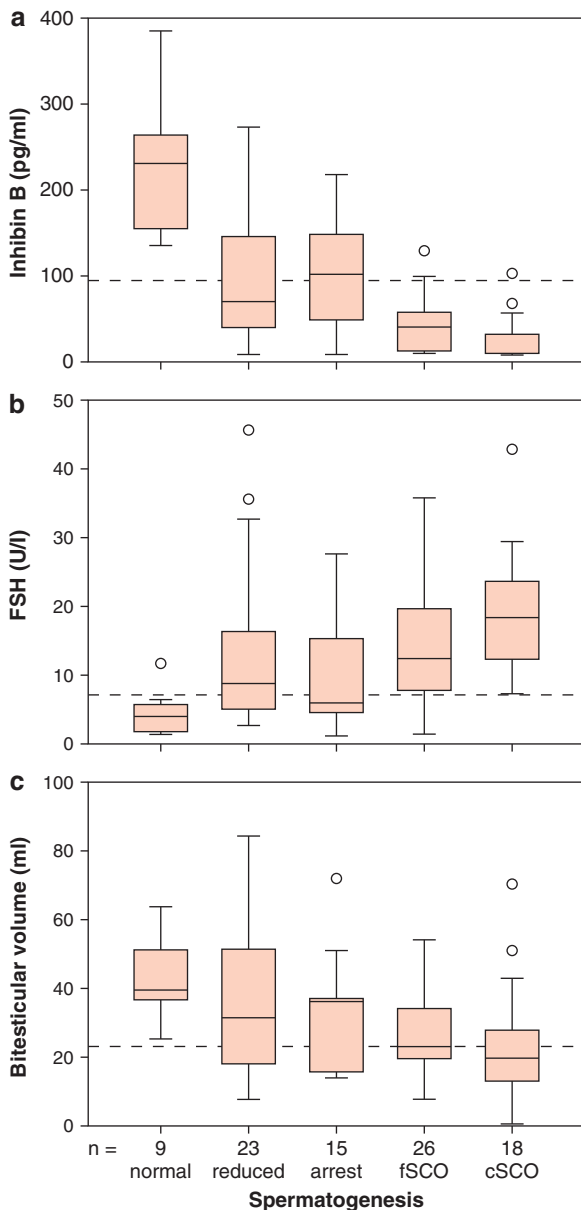 a
400
300
200
100
0
Inhibin B (pg/ml)
b
50
40
30
20
10
0
FSH (U/l)
c
100
80
60
40
20
0
Bitesticular volume (ml)
n = 9 23 15 26 18
normal reduced arrest fSCO cSCO
Spermatogenesis